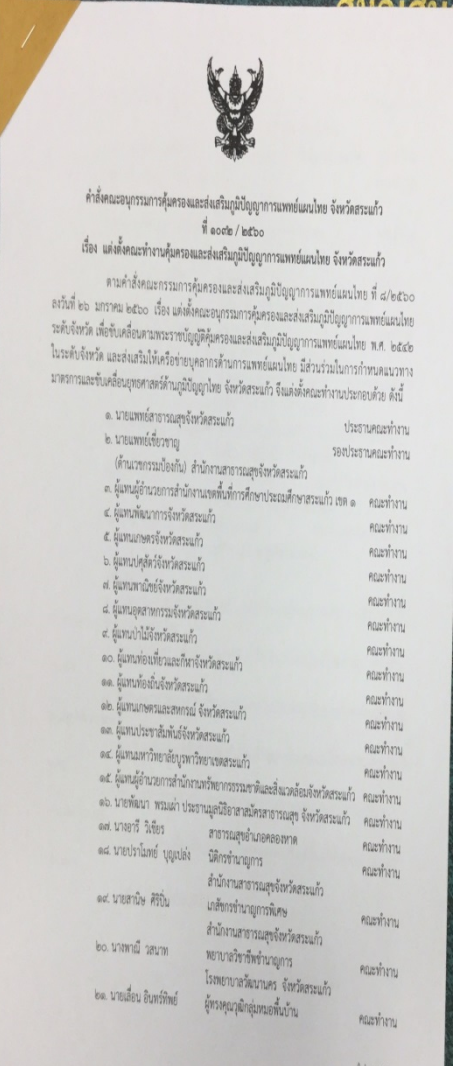 คำสั่งคณะอนุกรรมการคุ้มครองและส่งเสริมภูมิปัญญาการแพทย์แผนไทย จังหวัดสระแก้ว
ที่ ๑๐๙๒ / ๒๕๖๐
เรื่อง แต่งตั้งคณะทำงานคุ้มครองและส่งเสริมภูมิปัญญาการแพทย์แผนไทย จังหวัดสระแก้ว
ตามคำสั่งคณะกรรมการคุ้มครองและส่งเสริมภูมิปัญญาการแพทย์แผนไทย ที่ ๘/๒๕๖๐
ลงวันที่ ๒๖ มกราคม ๒๕๖๐ เรื่อง แต่งตั้งคณะอนุกรรมการคุ้มครองและส่งเสริมภูมิปัญญาการแพทย์แผนไทย
ระดับจังหวัด เพื่อขับเคลื่อนตามพระราชบัญญัติคุ้มครองและส่งเสริมภูมิปัญญาการแพทย์แผนไทย พ.ศ. ๒๕๔๒
ในระดับจังหวัด และส่งเสริมให้เครือข่ายบุคลากรด้านการแพทย์แผนไทย มีส่วนร่วมในการกำหนดแนวทาง
มาตรการและขับเคลื่อนยุทธศาสตร์ด้านภูมิปัญญาไทย จังหวัดสระแก้ว จึงแต่งตั้งคณะทำงานประกอบด้วย ดังนี้
๑. นายแพทย์สาธารณสุขจังหวัดสระแก้ว ประธานคณะทำงาน
๒. นายแพทย์เชี่ยวชาญ รองประธานคณะทำงาน
(ด้านเวชกรรมป้องกัน) สำนักงานสาธารณสุขจังหวัดสระแก้ว
๓. ผู้แทนผู้อำนวยการสำนักงานเขตพื้นที่การศึกษาประถมศึกษาสระแก้ว เขต ๑ คณะทำงาน
๔. ผู้แทนพัฒนาการจังหวัดสระแก้ว คณะทำงาน
๕. ผู้แทนเกษตรจังหวัดสระแก้ว คณะทำงาน
๖. ผู้แทนปศุสัตว์จังหวัดสระแก้ว คณะทำงาน
๗. ผู้แทนพาณิชย์จังหวัดสระแก้ว คณะทำงาน
๘. ผู้แทนอุตสาหกรรมจังหวัดสระแก้ว คณะทำงาน
๙. ผู้แทนป่าไม้จังหวัดสระแก้ว คณะทำงาน
๑๐. ผู้แทนท่องเที่ยวและกีฬาจังหวัดสระแก้ว คณะทำงาน
๑๑. ผู้แทนท้องถิ่นจังหวัดสระแก้ว คณะทำงาน
๑๒. ผู้แทนเกษตรและสหกรณ์ จังหวัดสระแก้ว คณะทำงาน
๑๓. ผู้แทนประชาสัมพันธ์จังหวัดสระแก้ว คณะทำงาน
๑๔. ผู้แทนมหาวิทยาลัยบูรพาวิทยาเขตสระแก้ว คณะทำงาน
๑๕. ผู้แทนผู้อำนวยการสำนักงานทรัพยากรธรรมชาติและสิ่งแวดล้อมจังหวัดสระแก้ว คณะทำงาน
๑๖. นายพัฒนา พรมเผ่า ประธานมูลนิธิอาสาสมัครสาธารณสุข จังหวัดสระแก้ว คณะทำงาน
๑๗. นางอารี วิเชียร สาธารณสุขอำเภอคลองหาด คณะทำงาน
๑๘. นายปราโมทย์ บุญเปล่ง นิติกรชำนาญการ คณะทำงาน
สำนักงานสาธารณสุขจังหวัดสระแก้ว
๑๙. นายสานิษ ศิริปิ่น เภสัชกรชำนาญการพิเศษ คณะทำงาน
สำนักงานสาธารณสุขจังหวัดสระแก้ว
๒๐. นางพาณี วสนาท พยาบาลวิชาชีพชำนาญการ คณะทำงาน
โรงพยาบาลวัฒนานคร จังหวัดสระแก้ว
๒๑. นายเลื่อน อินทร์ทิพย์ ผู้ทรงคุณวุฒิกลุ่มหมอพื้นบ้าน คณะทำงาน